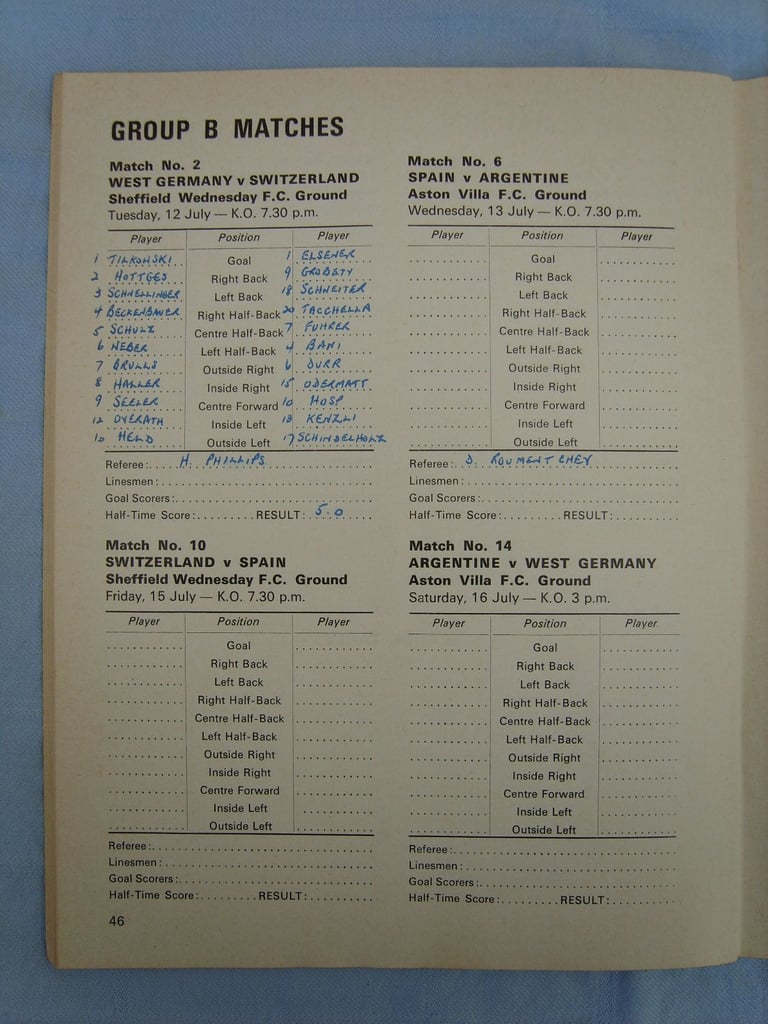 GROUP B MATCHES
Match No. 2
WEST GERMANY v SWITZERLAND
Sheffield Wednesday F.C. Ground
Tuesday, 12 July — K.O. 7.30 p.m.
Player Position Player
1 TILKOWSKI Goal 1 ELSENER
2 HOTTGES Right Back 9 GROBETY
3 SCHNELLINGER Left Back 18 SCHNEITER
4 BECKENBAUER Right Half-Back 20 TACCHELLA
5 SCHULZ Centre Half-Back 7 FUHRER
6 WEBER Left Half-Back 4 BANI
7 BRULLS Outside Right 6 DURR
8 HALLER Inside Right 15 ODERMATT
9 SEELER Centre Forward 10 HOSP
12 OVERATH Inside Left 13 KENZLI
10 HELD Outside Left 17 SCHINDELHOLZ
Referee: H. PHILLIPS
Linesmen:
Goal Scorers:
Half-Time Score: RESULT: 5.0
Match No. 6
SPAIN v ARGENTINE
Aston Villa F.C. Ground
Wednesday, 13 July — K.O. 7.30 p.m.
Player Position Player
Goal
Right Back
Left Back
Right Half-Back
Centre Half-Back
Left Half-Back
Outside Right
Inside Right
Centre Forward
Inside Left
Outside Left
Referee: D. ROUMENTCHEV
Linesmen:
Goal Scorers:
Half-Time Score: RESULT:
Match No. 10
SWITZERLAND v SPAIN
Sheffield Wednesday F.C. Ground
Friday, 15 July — K.O. 7.30 p.m.
Player Position Player
Goal
Right Back
Left Back
Right Half-Back
Centre Half-Back
Left Half-Back
Outside Right
Inside Right
Centre Forward
Inside Left
Outside Left
Referee:
Linesmen:
Goal Scorers:
Half-Time Score: RESULT:
Match No. 14
ARGENTINE v WEST GERMANY
Aston Villa F.C. Ground
Saturday, 16 July — K.O. 3 p.m.
Player Position Player
Goal
Right Back
Left Back
Right Half-Back
Centre Half-Back
Left Half-Back
Outside Right
Inside Right
Centre Forward
Inside Left
Outside Left
Referee:
Linesmen:
Goal Scorers:
Half-Time Score: RESULT:
46